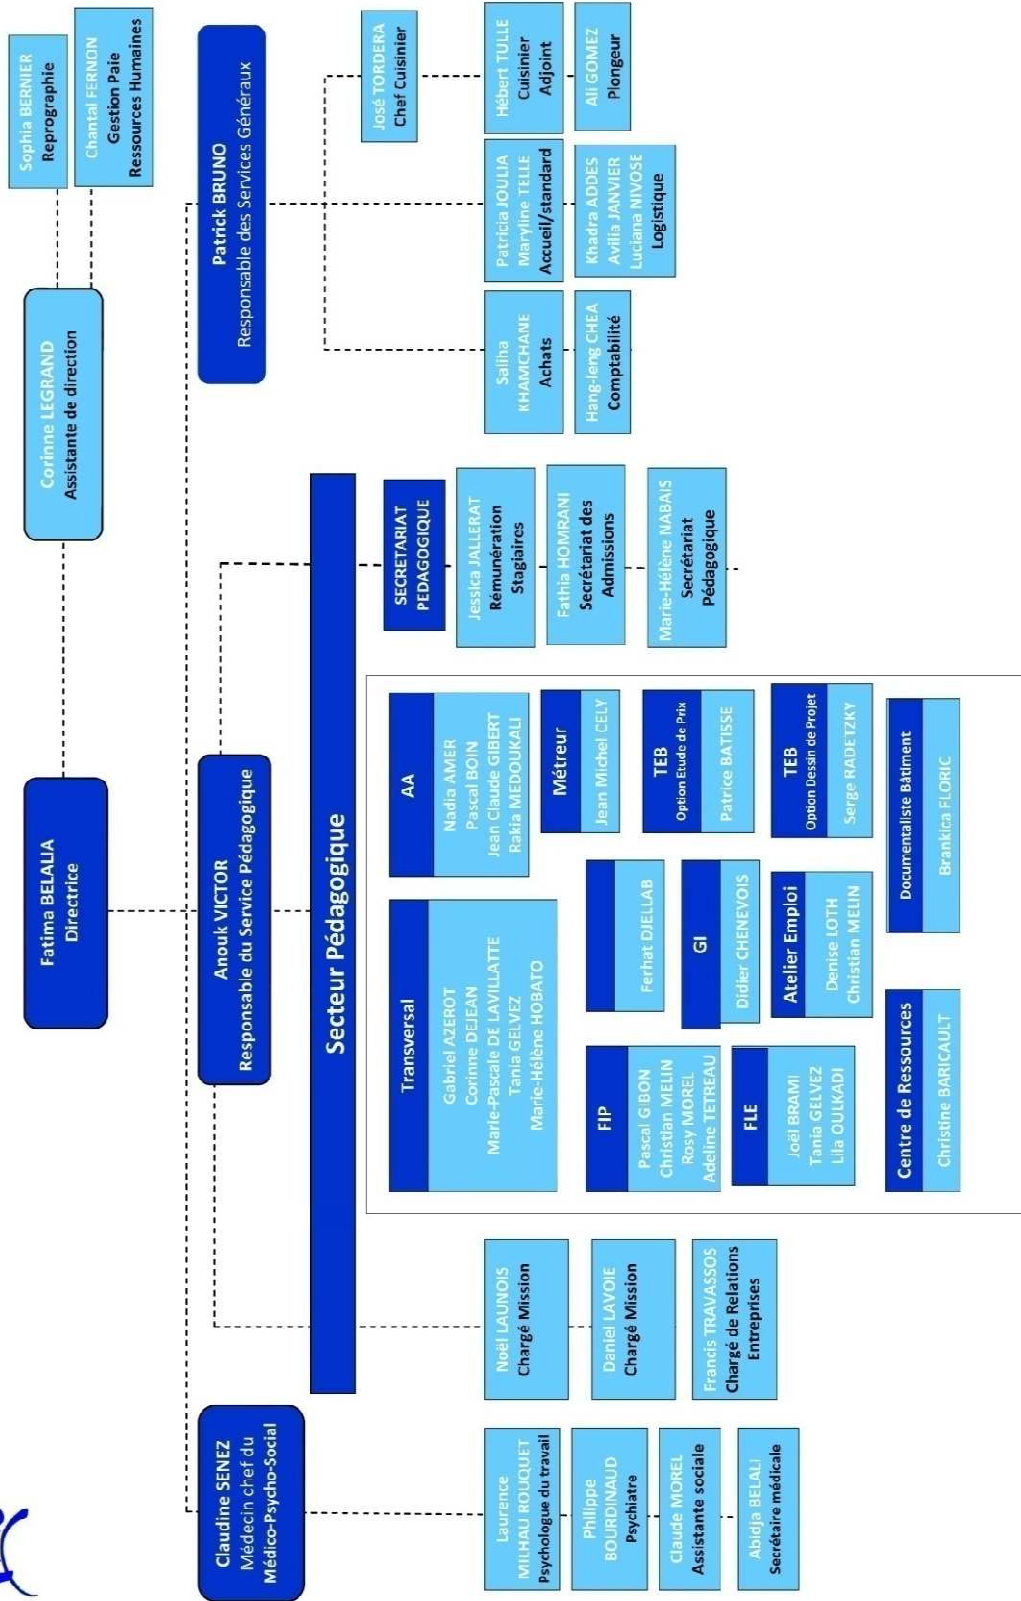 Fatima BELALIA
Directrice
Corinne LEGRAND
Assistante de direction
Sophia BERNIER
Reprographie
Chantal FERNON
Gestion Paie
Ressources Humaines
Claudine SENEZ
Médecin chef du
Médico-Psycho-Social
Anouk VICTOR
Responsable du Service Pédagogique
Patrick BRUNO
Responsable des Services Généraux
Secteur Pédagogique
Laurence
MILHAU ROUQUET
Psychologue du travail
Philippe
BOURDINAUD
Psychiatre
Claude MOREL
Assistante sociale
Abidja BELALI
Secrétaire médicale
Noël LAUNOIS
Chargé Mission
Daniel LAVOIE
Chargé Mission
Francis TRAVASSOS
Chargé de Relations
Entreprises
Transversal
Gabriel AZEROT
Corinne DEJEAN
Marie-Pascale DE LAVILLATTE
Tania GELVEZ
Marie-Hélène HOBATO
AA
Nadia AMER
Pascal BOIN
Jean Claude GIBERT
Rakia MEDOUKALI
FIP
Pascal GIBON
Christian MELIN
Rosy MOREL
Adeline TETREAU
Ferhat DJELLAB
Métreur
Jean Michel CELY
GI
Didier CHENEVOIS
TEB
Option Etude de Prix
Patrice BATISSE
FLE
Joël BRAMI
Tania GELVEZ
Lila OULKADI
Atelier Emploi
Denise LOTH
Christian MELIN
TEB
Option Dessin de Projet
Serge RADETZKY
Centre de Ressources
Christine BARICAULT
Documentaliste Bâtiment
Brankica FLORIC
SECRETARIAT
PEDAGOGIQUE
Jessica JALLERAT
Rémunération
Stagiaires
Fathia HOMRANI
Secrétariat des
Admissions
Marie-Hélène NABAIS
Secrétariat
Pédagogique
Saliha
KHAMCHANE
Achats
Hang-leng CHEA
Comptabilité
Patricia JOULIA
Maryline TELLE
Accueil/standard
Khadra ADDES
Avilia JANVIER
Luciana NIVOSE
Logistique
José TORDERA
Chef Cuisinier
Hébert TULLE
Cuisinier
Adjoint
Ali GOMEZ
Plongeur